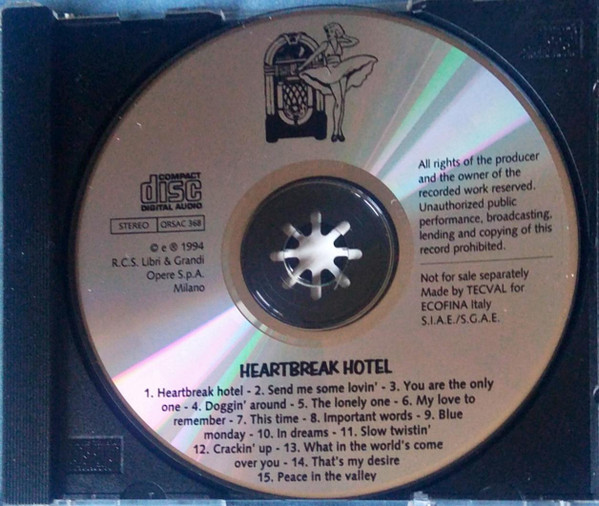 COMPACT
disc
DIGITAL AUDIO
STEREO ORSAC 368
© e ℗ 1994
R.C.S. Libri & Grandi
Opere S.p.A.
Milano
All rights of the producer
and the owner of the
recorded work reserved.
Unauthorized public
performance, broadcasting,
lending and copying of this
record prohibited.
Not for sale separately
Made by TECVAL for
ECOFINA Italy
S.I.A.E./S.G.A.E.
HEARTBREAK HOTEL
1. Heartbreak hotel - 2. Send me some lovin' - 3. You are the only
one - 4. Doggin' around - 5. The lonely one - 6. My love to
remember - 7. This time - 8. Important words - 9. Blue
monday - 10. In dreams - 11. Slow twistin'
12. Crackin' up - 13. What in the world's come
over you - 14. That's my desire
15. Peace in the valley